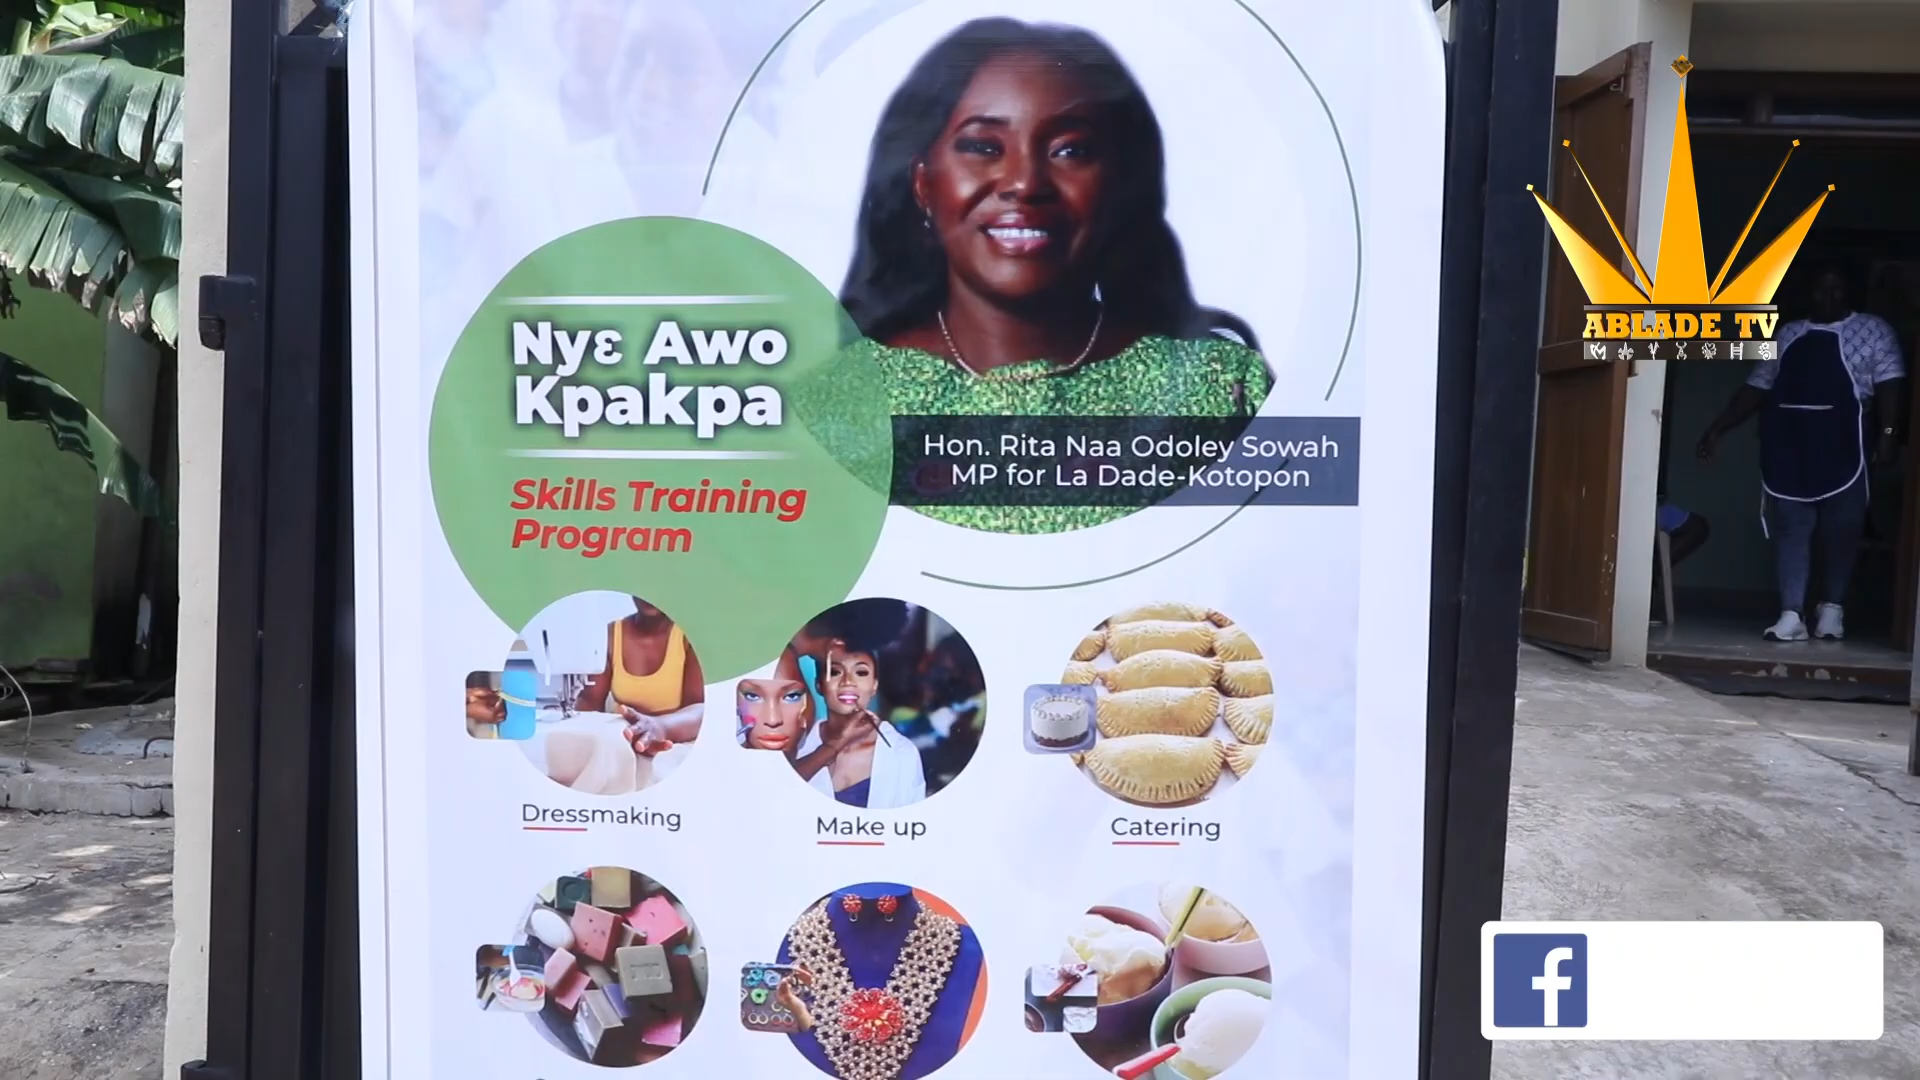 Nyɛ Awo
Kpakpa
Skills Training
Program
Hon. Rita Naa Odoley Sowah
MP for La Dade-Kotopon
Dressmaking
Make up
Catering
ABLADE TV
f